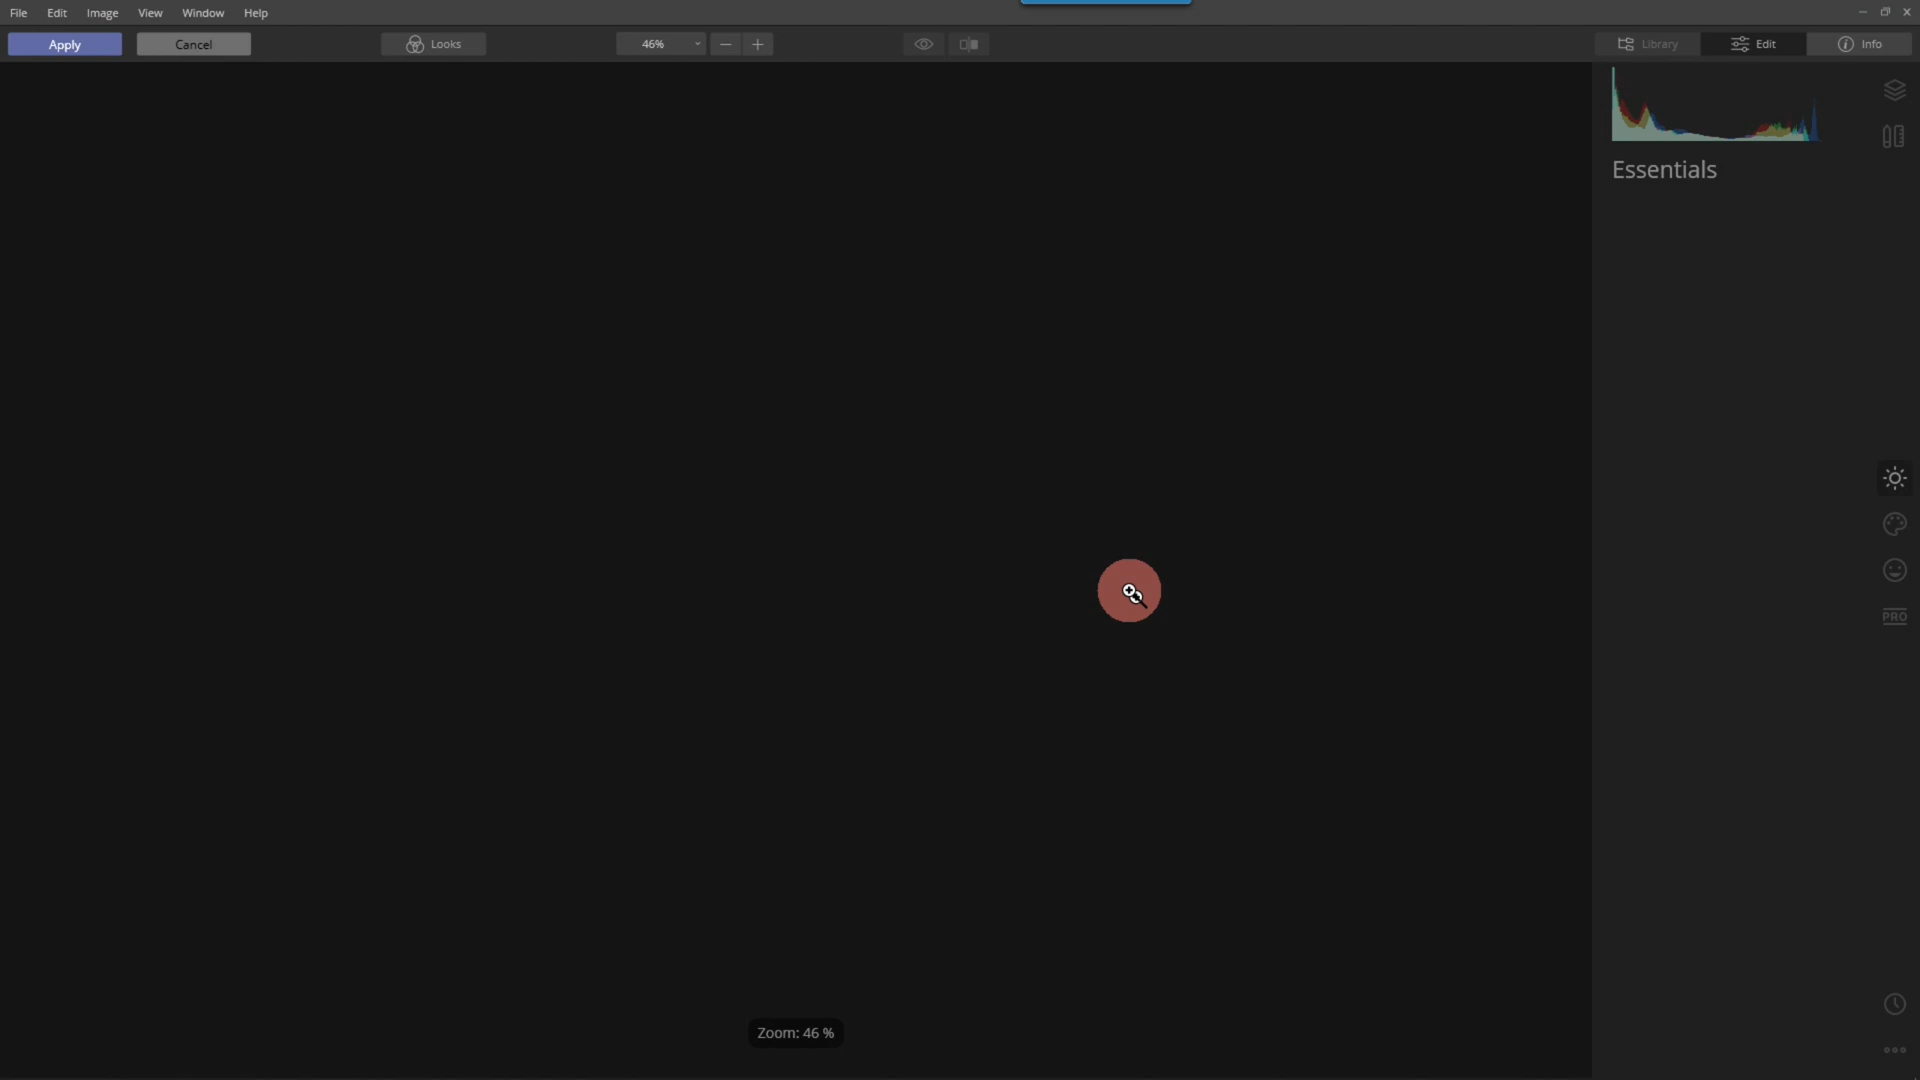 File Edit Image View Window Help
Apply Cancel Looks 46% Library Edit Info
Essentials
PRO
Zoom: 46 %